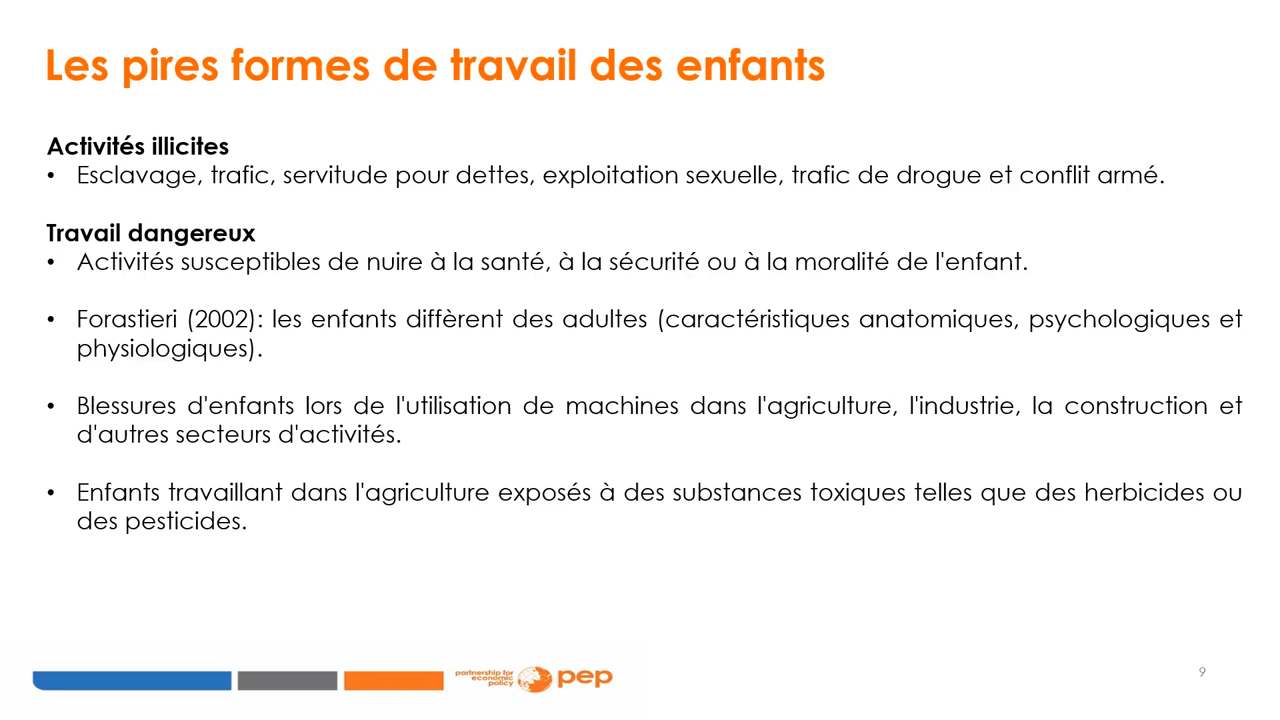 Les pires formes de travail des enfants
Activités illicites
• Esclavage, trafic, servitude pour dettes, exploitation sexuelle, trafic de drogue et conflit armé.
Travail dangereux
• Activités susceptibles de nuire à la santé, à la sécurité ou à la moralité de l'enfant.
• Forastieri (2002): les enfants diffèrent des adultes (caractéristiques anatomiques, psychologiques et
physiologiques).
• Blessures d'enfants lors de l'utilisation de machines dans l'agriculture, l'industrie, la construction et
d'autres secteurs d'activités.
• Enfants travaillant dans l'agriculture exposés à des substances toxiques telles que des herbicides ou
des pesticides.
partnership for
economic
policy
pep
9